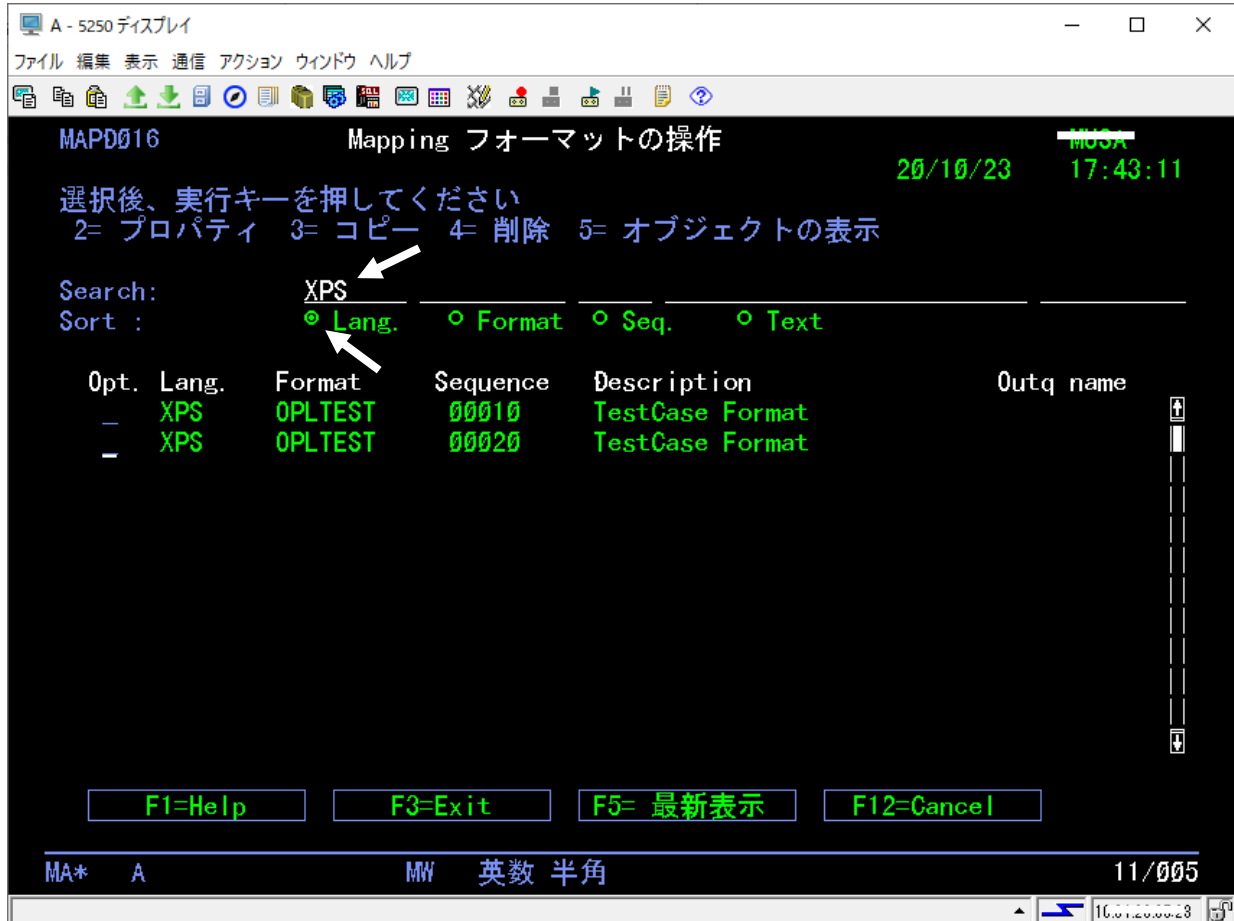 A - 5250 ディスプレイ
ファイル 編集 表示 通信 アクション ウィンドウ ヘルプ
MAPD016 Mapping フォーマットの操作
20/10/23 17:43:11
選択後、実行キーを押してください
2= プロパティ 3= コピー 4= 削除 5= オブジェクトの表示
Search: XPS
Sort : Lang. Format Seq. Text
Opt. Lang. Format Sequence Description Outq name
XPS OPLTEST 00010 TestCase Format
XPS OPLTEST 00020 TestCase Format
F1=Help F3=Exit F5= 最新表示 F12=Cancel
MA* A MW 英数 半角 11/005